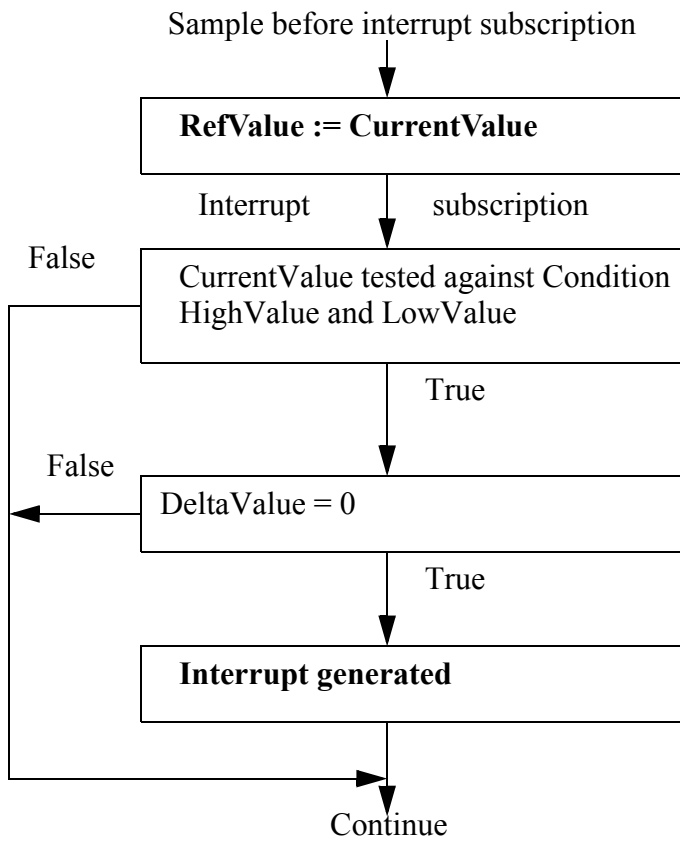 Sample before interrupt subscription
RefValue := CurrentValue
Interrupt subscription
False
CurrentValue tested against Condition
HighValue and LowValue
True
False
DeltaValue = 0
True
Interrupt generated
Continue